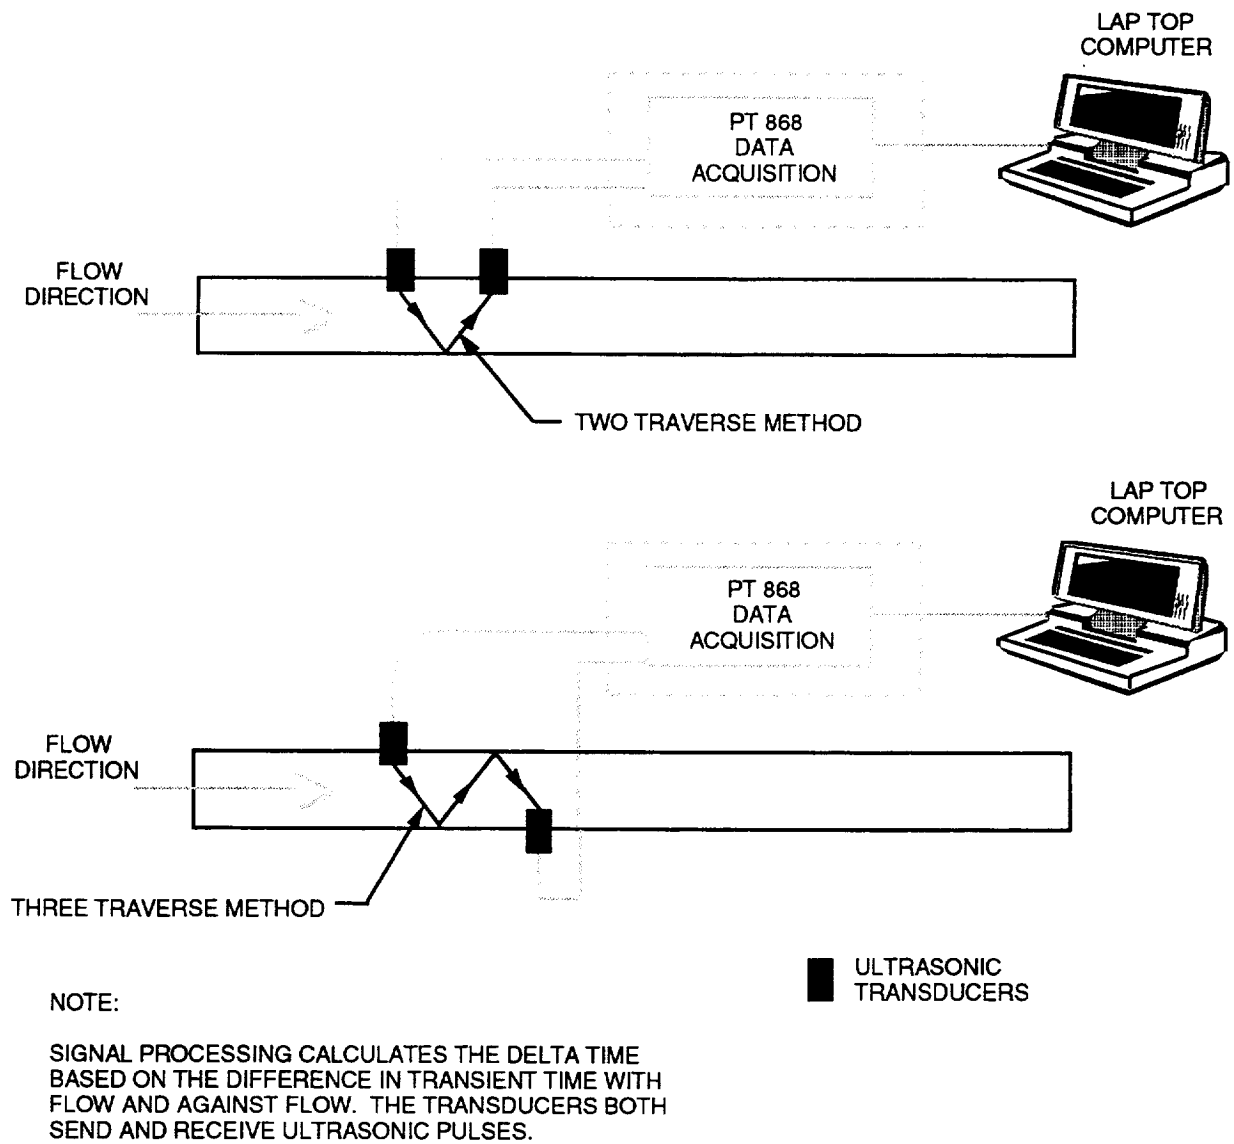 LAP TOP
COMPUTER
PT 868
DATA
ACQUISITION
FLOW
DIRECTION
TWO TRAVERSE METHOD
LAP TOP
COMPUTER
PT 868
DATA
ACQUISITION
FLOW
DIRECTION
THREE TRAVERSE METHOD
ULTRASONIC
TRANSDUCERS
NOTE:
SIGNAL PROCESSING CALCULATES THE DELTA TIME
BASED ON THE DIFFERENCE IN TRANSIENT TIME WITH
FLOW AND AGAINST FLOW. THE TRANSDUCERS BOTH
SEND AND RECEIVE ULTRASONIC PULSES.